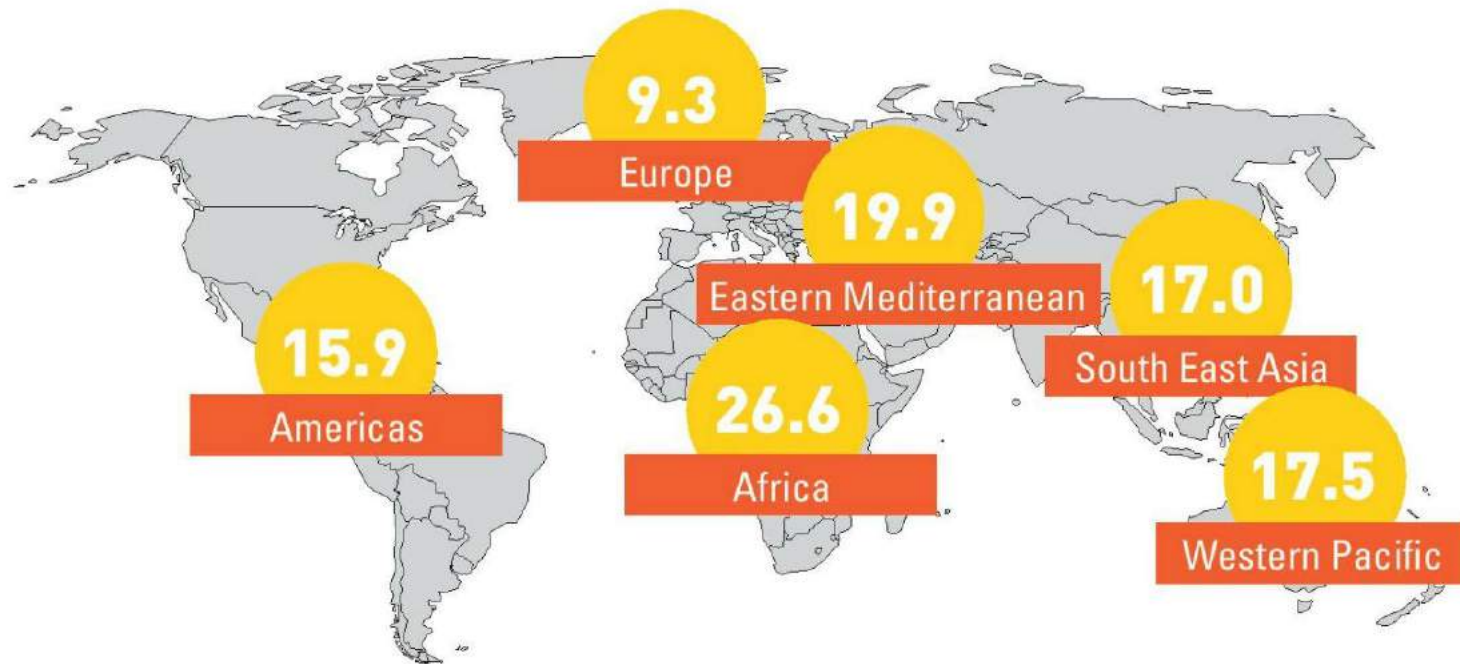 9.3
Europe
19.9
Eastern Mediterranean
17.0
South East Asia
15.9
Americas
26.6
Africa
17.5
Western Pacific